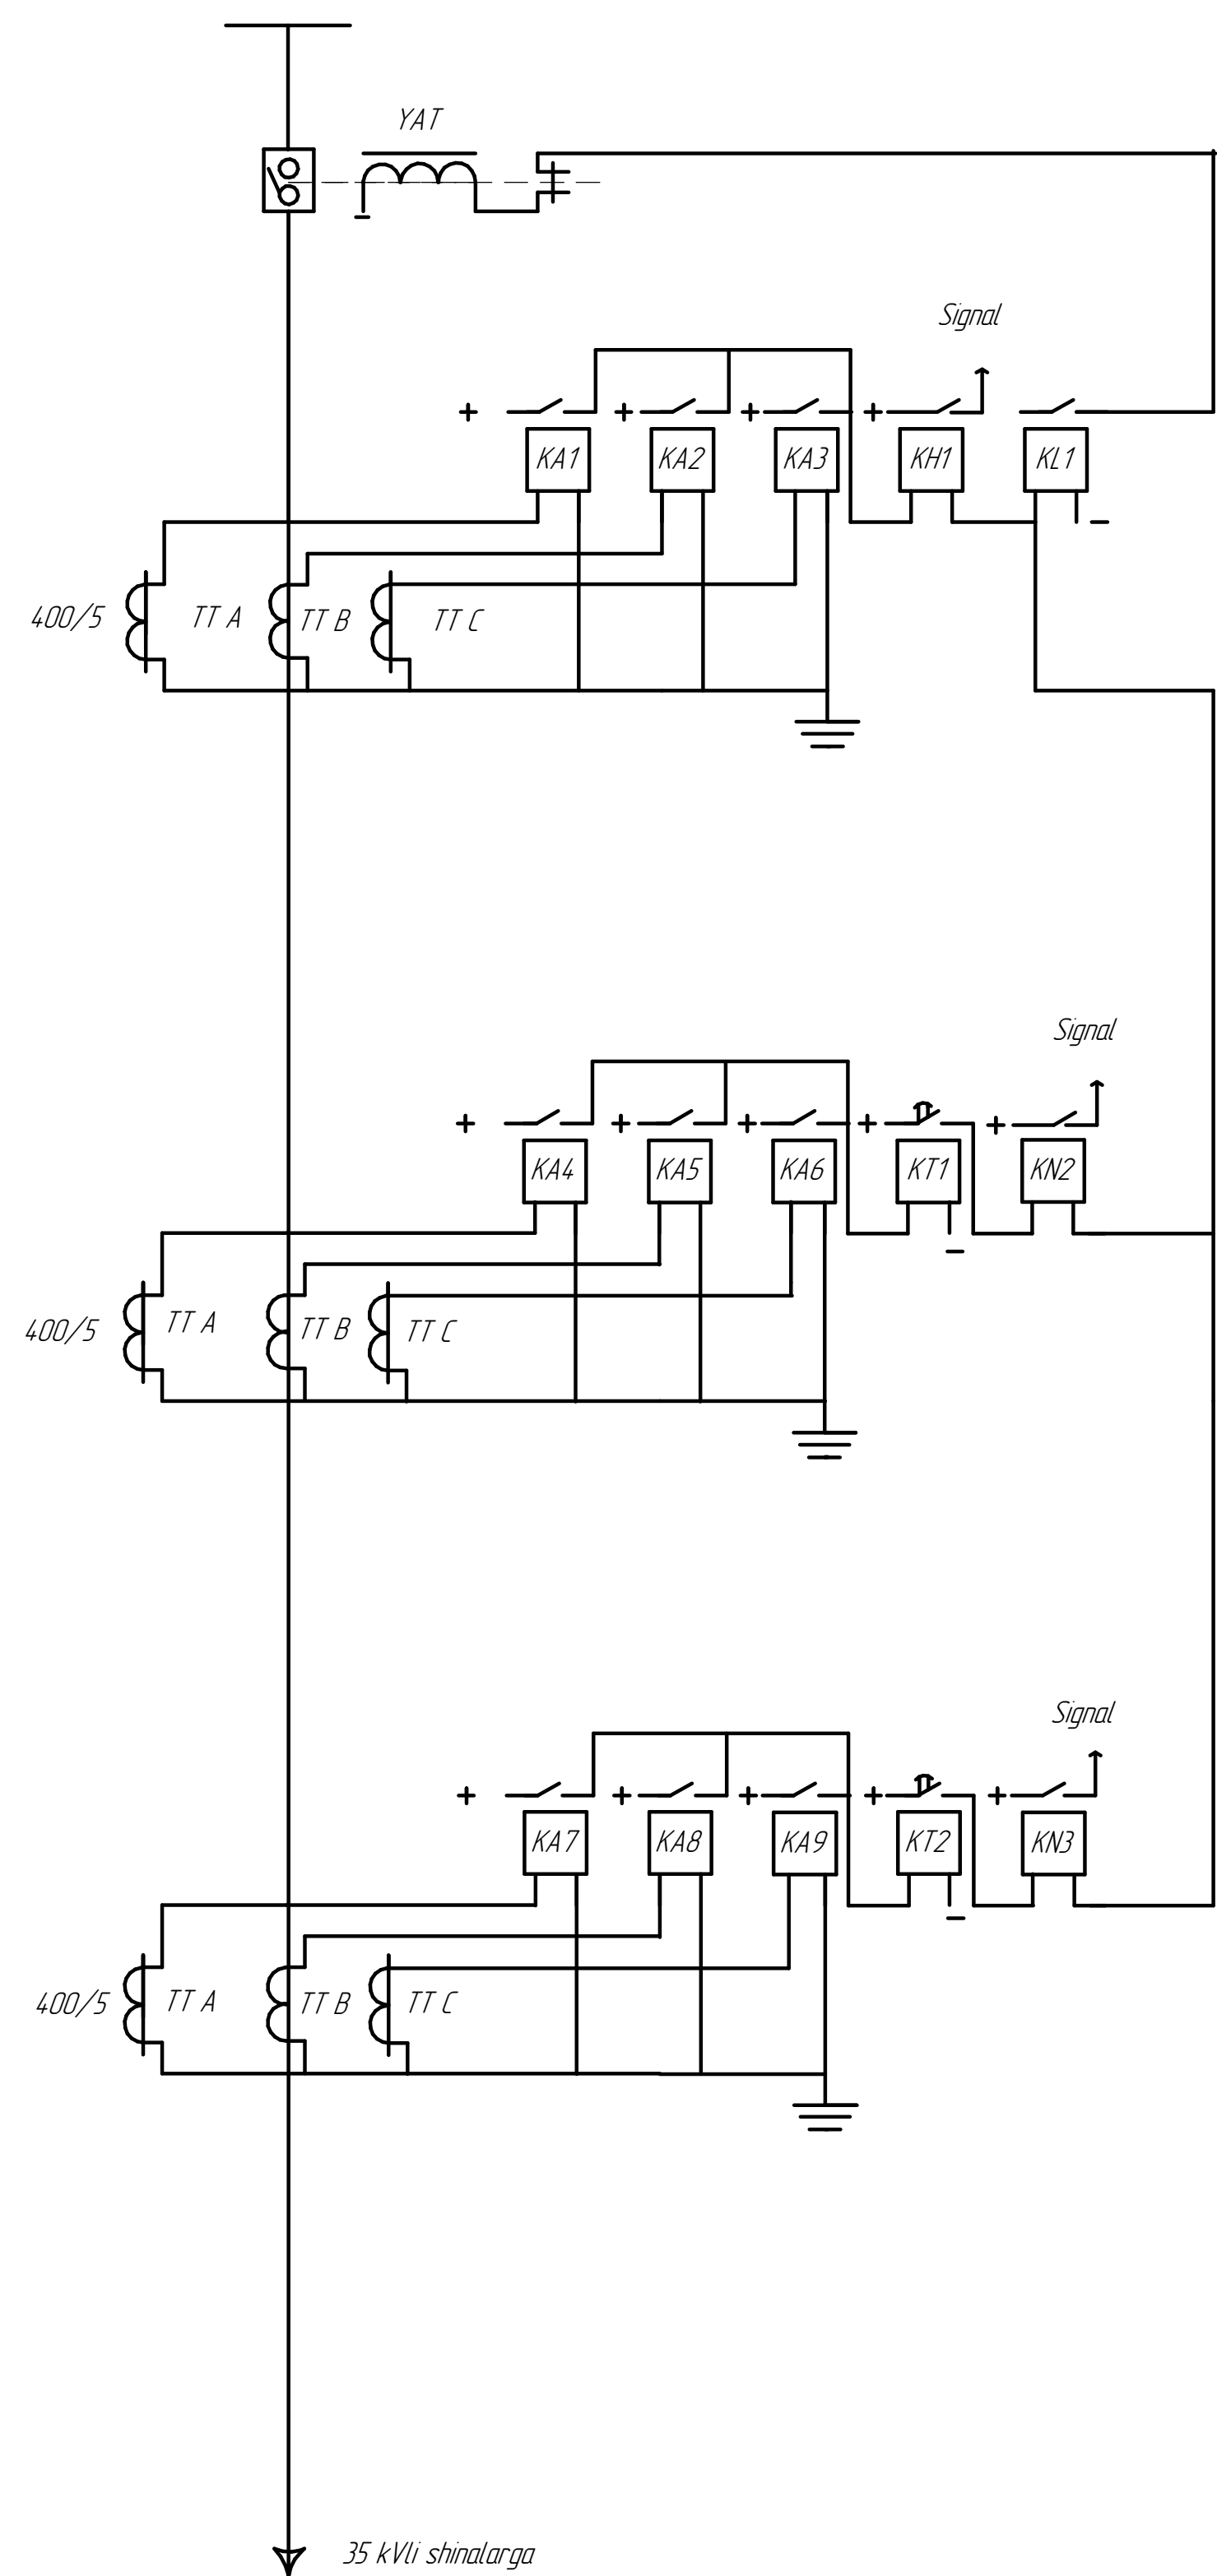 YAT
Signal
KA1 KA2 KA3 KH1 KL1
400/5 TT A TT B TT C
Signal
KA4 KA5 KA6 KT1 KN2
400/5 TT A TT B TT C
Signal
KA7 KA8 KA9 KT2 KN3
400/5 TT A TT B TT C
35 kVli shinalarga